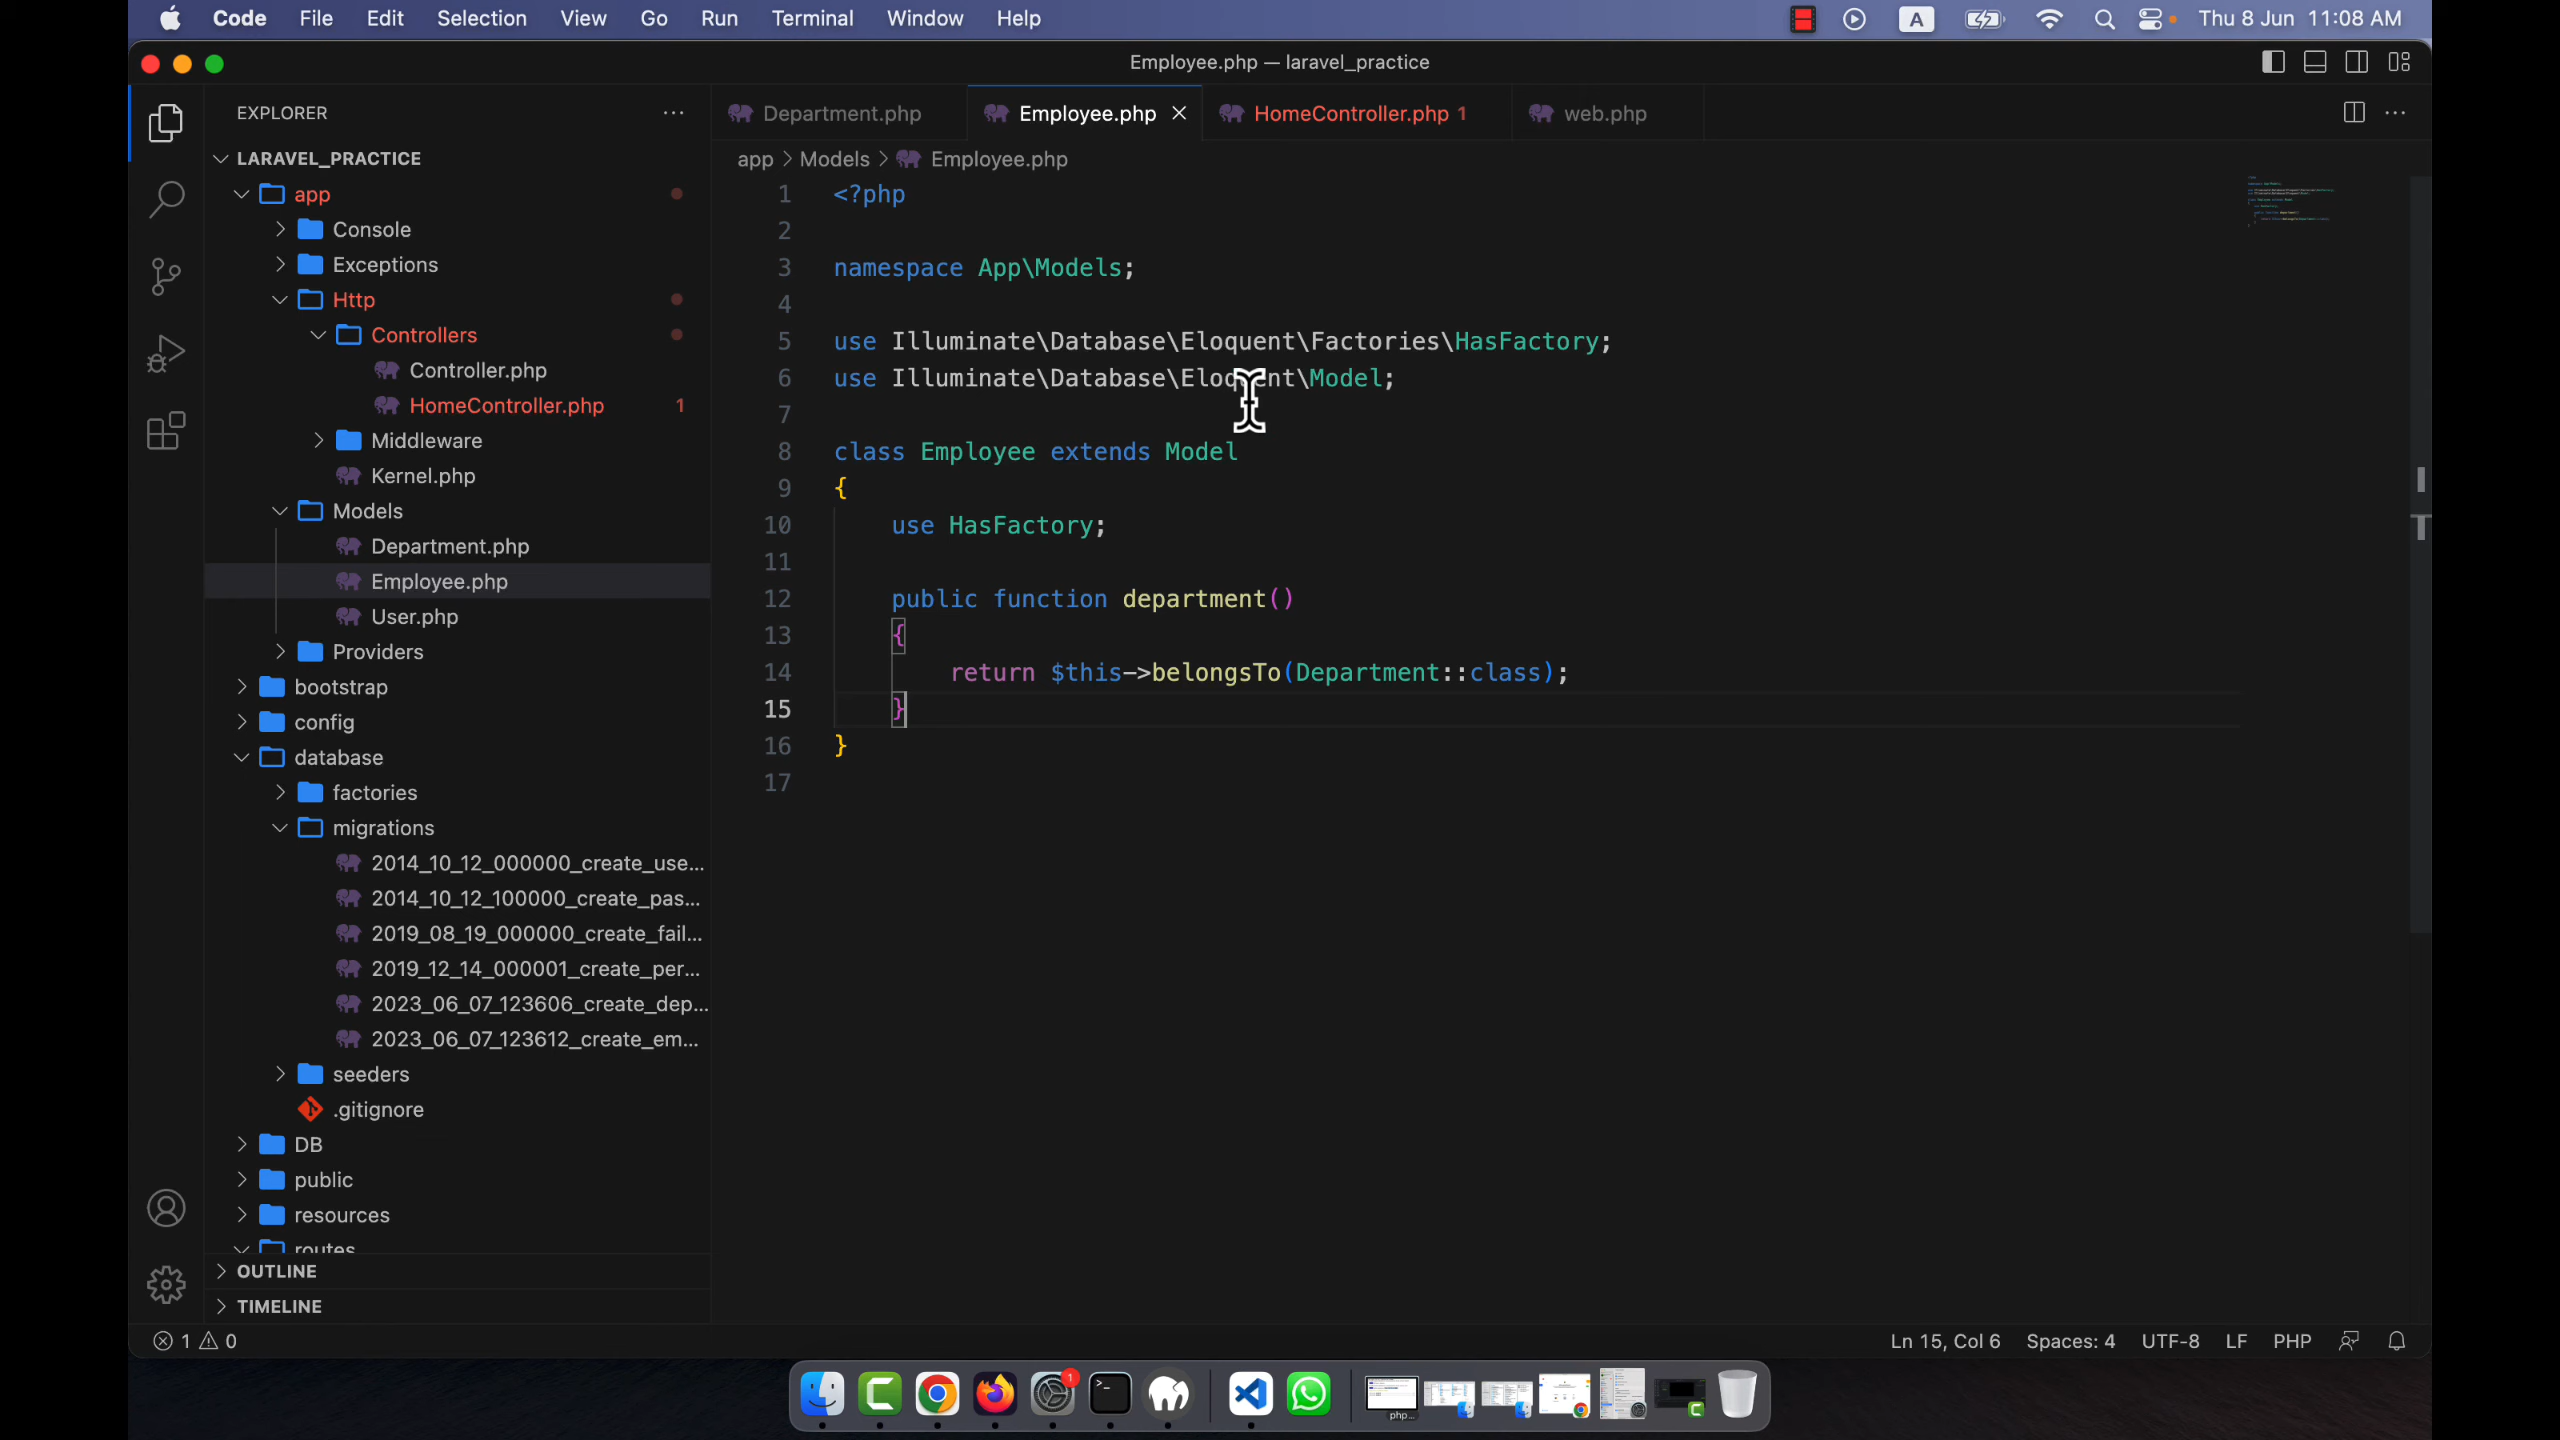 Code File Edit Selection View Go Run Terminal Window Help A Thu 8 Jun 11:08 AM
Employee.php — laravel_practice
EXPLORER
Department.php Employee.php HomeController.php 1 web.php
LARAVEL_PRACTICE
app > Models > Employee.php
app
Console
Exceptions
Http
Controllers
Controller.php
HomeController.php 1
Middleware
Kernel.php
Models
Department.php
Employee.php
User.php
Providers
bootstrap
config
database
factories
migrations
2014_10_12_000000_create_use...
2014_10_12_100000_create_pas...
2019_08_19_000000_create_fail...
2019_12_14_000001_create_per...
2023_06_07_123606_create_dep...
2023_06_07_123612_create_em...
seeders
.gitignore
DB
public
resources
routes
OUTLINE
TIMELINE
1 <?php
2
3 namespace App\Models;
4
5 use Illuminate\Database\Eloquent\Factories\HasFactory;
6 use Illuminate\Database\Eloquent\Model;
7
8 class Employee extends Model
9 {
10 use HasFactory;
11
12 public function department()
13 {
14 return $this->belongsTo(Department::class);
15 }
16 }
17
1 0 Ln 15, Col 6 Spaces: 4 UTF-8 LF PHP
1
php...